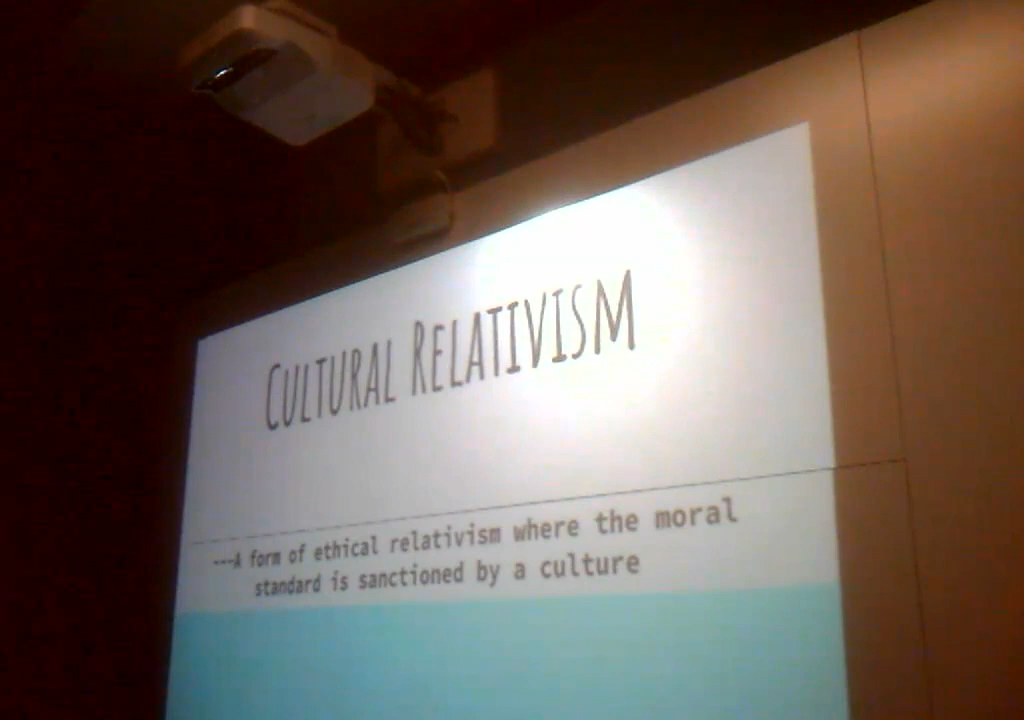 CULTURAL RELATIVISM
---A form of ethical relativism where the moral
standard is sanctioned by a culture